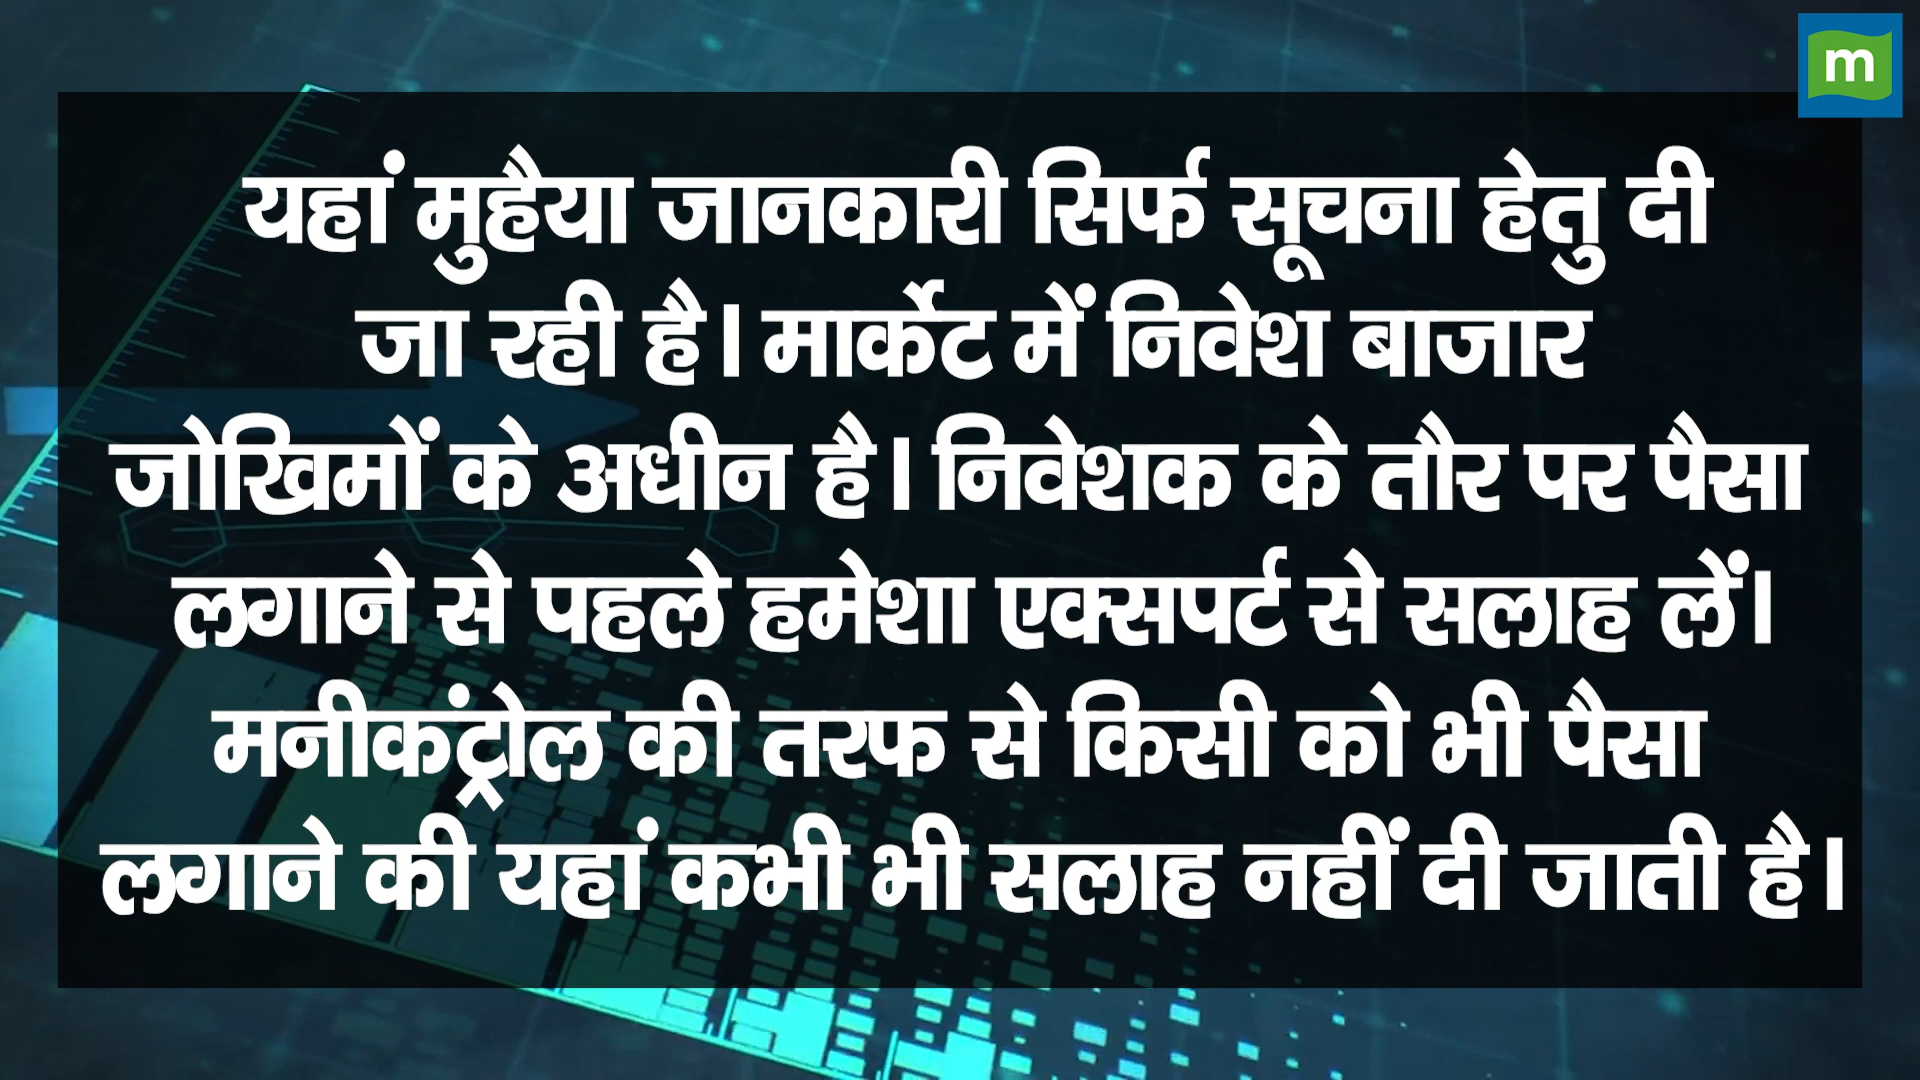 m
यहां मुहैया जानकारी सिर्फ सूचना हेतु दी
जा रही है। मार्केट में निवेश बाजार
जोखिमों के अधीन है। निवेशक के तौर पर पैसा
लगाने से पहले हमेशा एक्सपर्ट से सलाह लें।
मनीकंट्रोल की तरफ से किसी को भी पैसा
लगाने की यहां कभी भी सलाह नहीं दी जाती है।